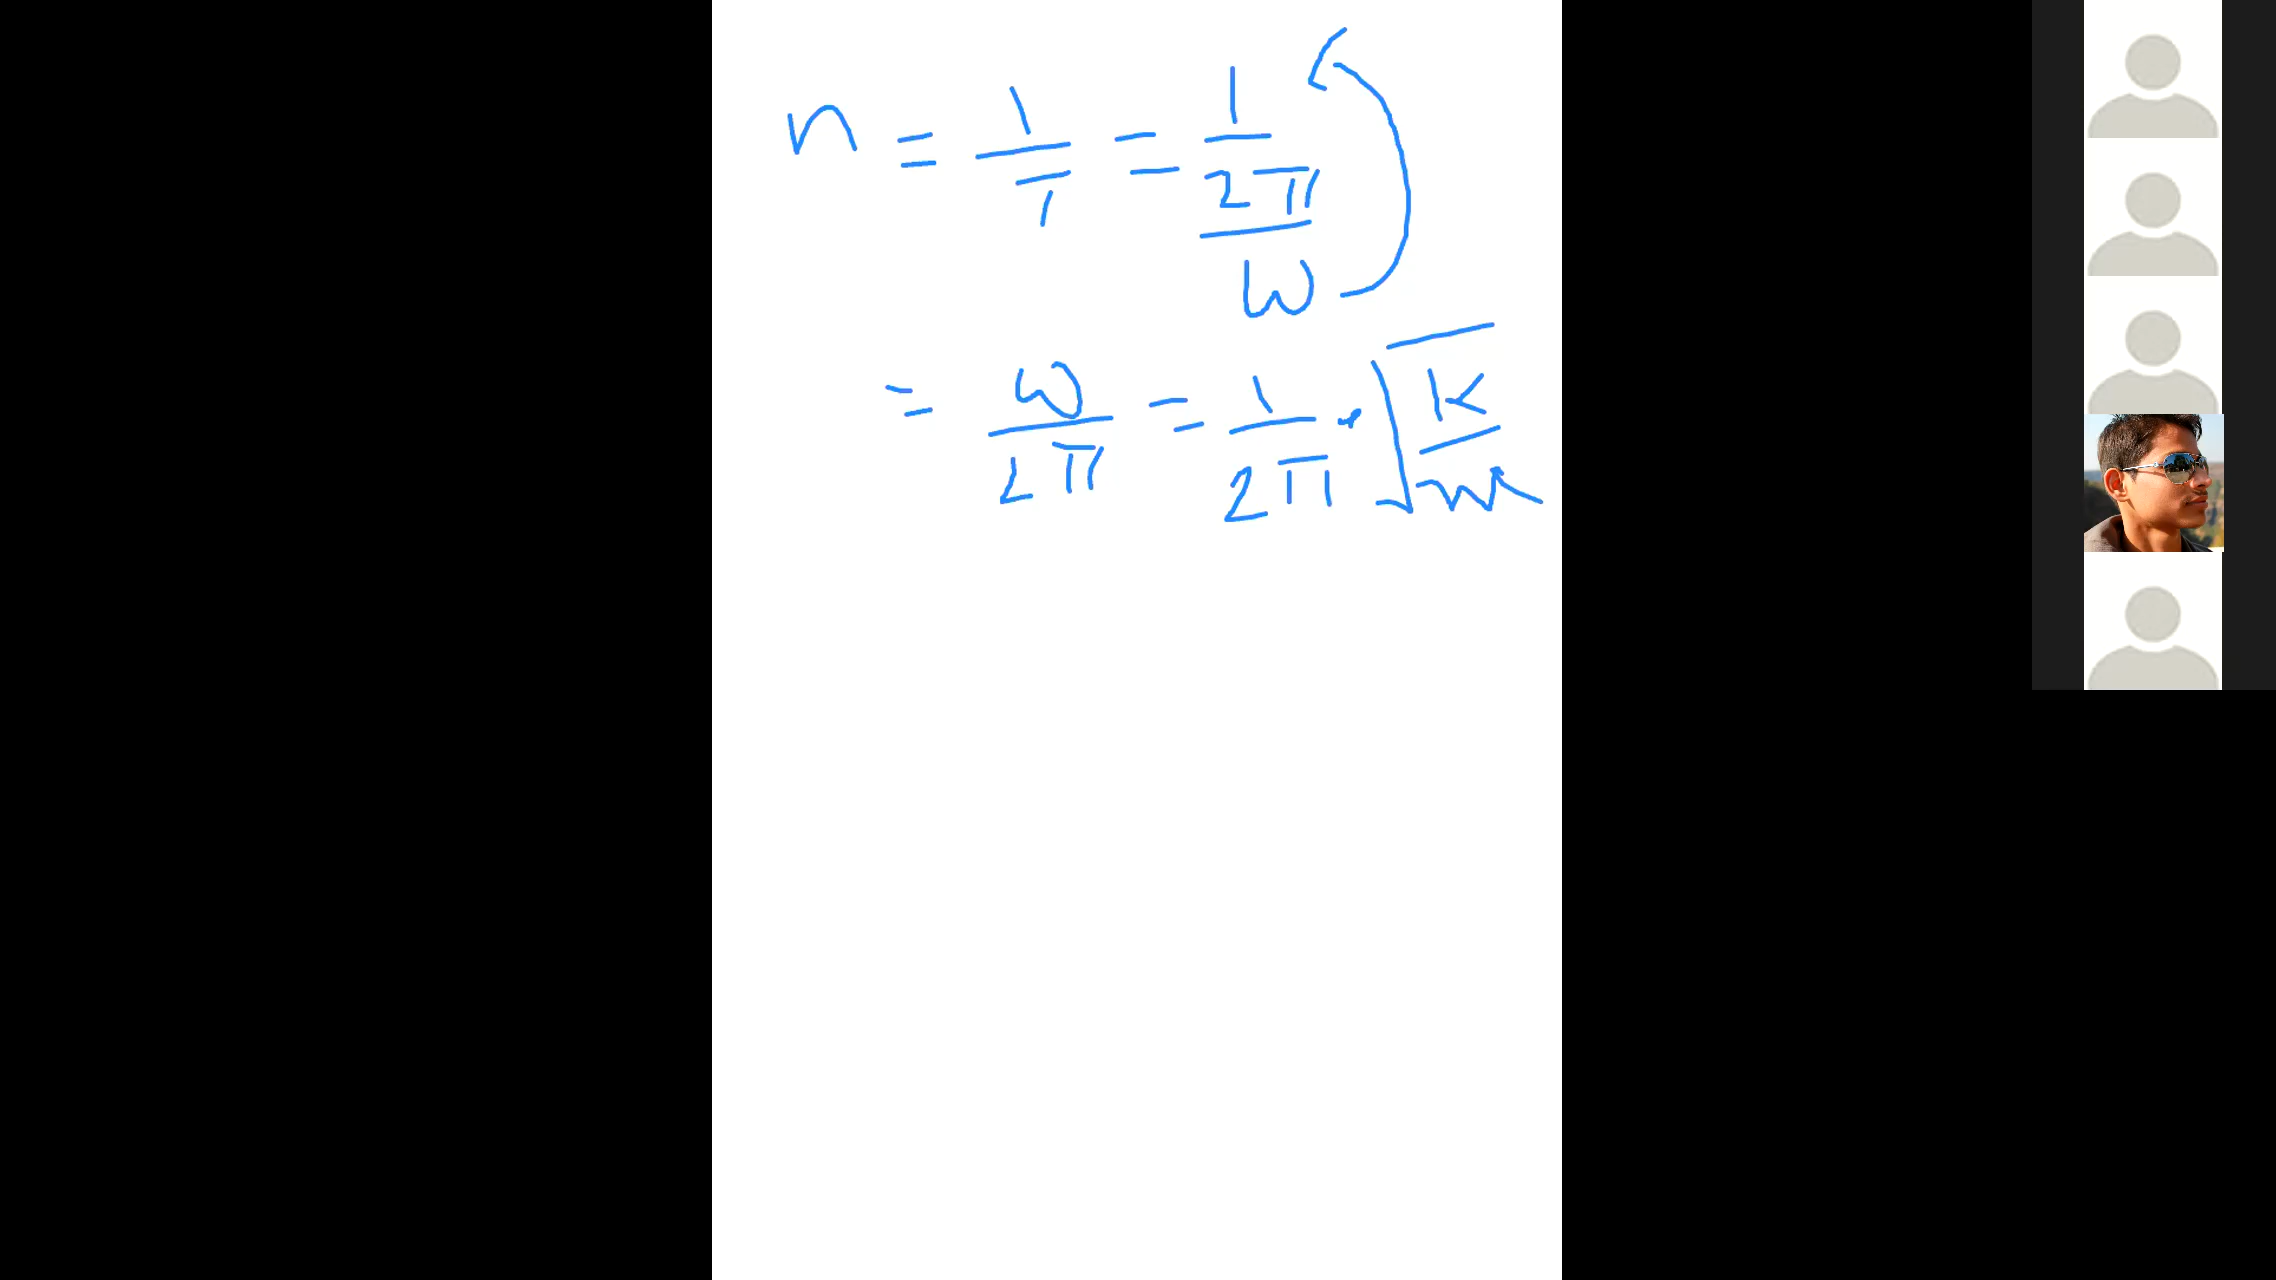 n = 1/T = 1/(2π/ω)
= ω/2π = 1/2π · √(K/m)